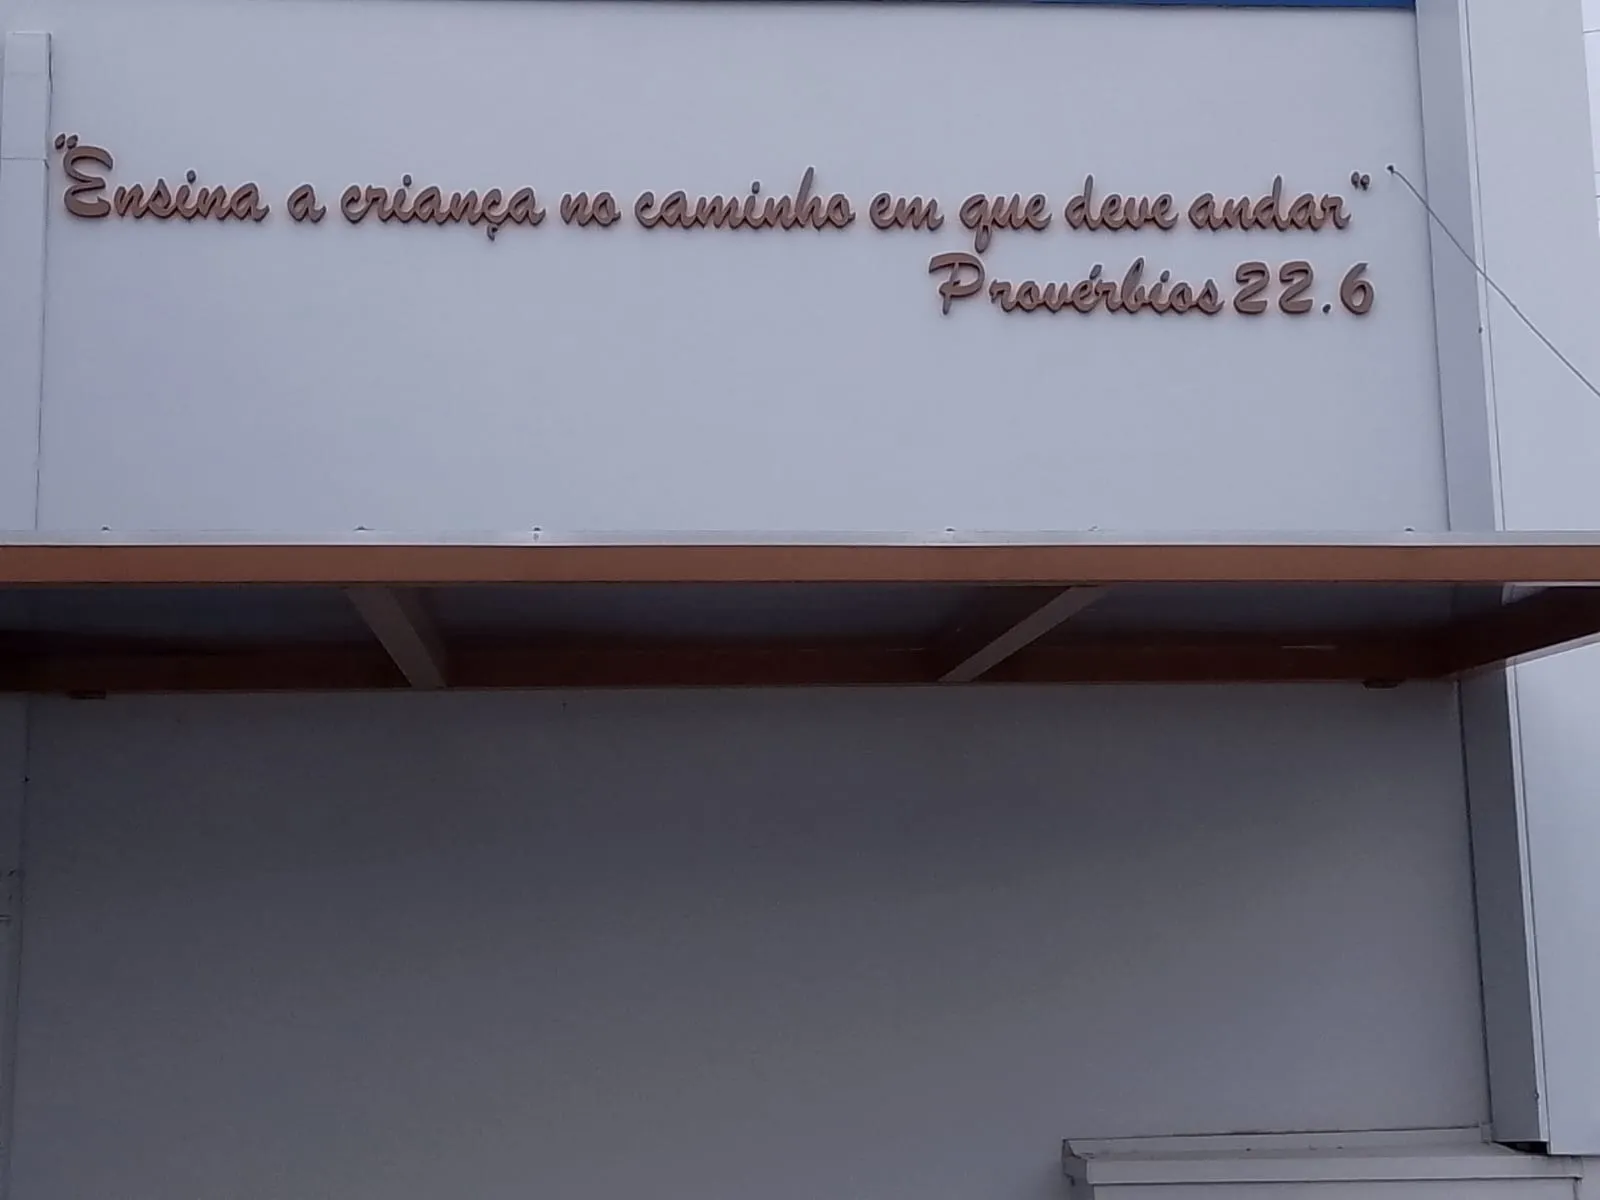 "Ensina a criança no caminho em que deve andar"
Provérbios 22.6